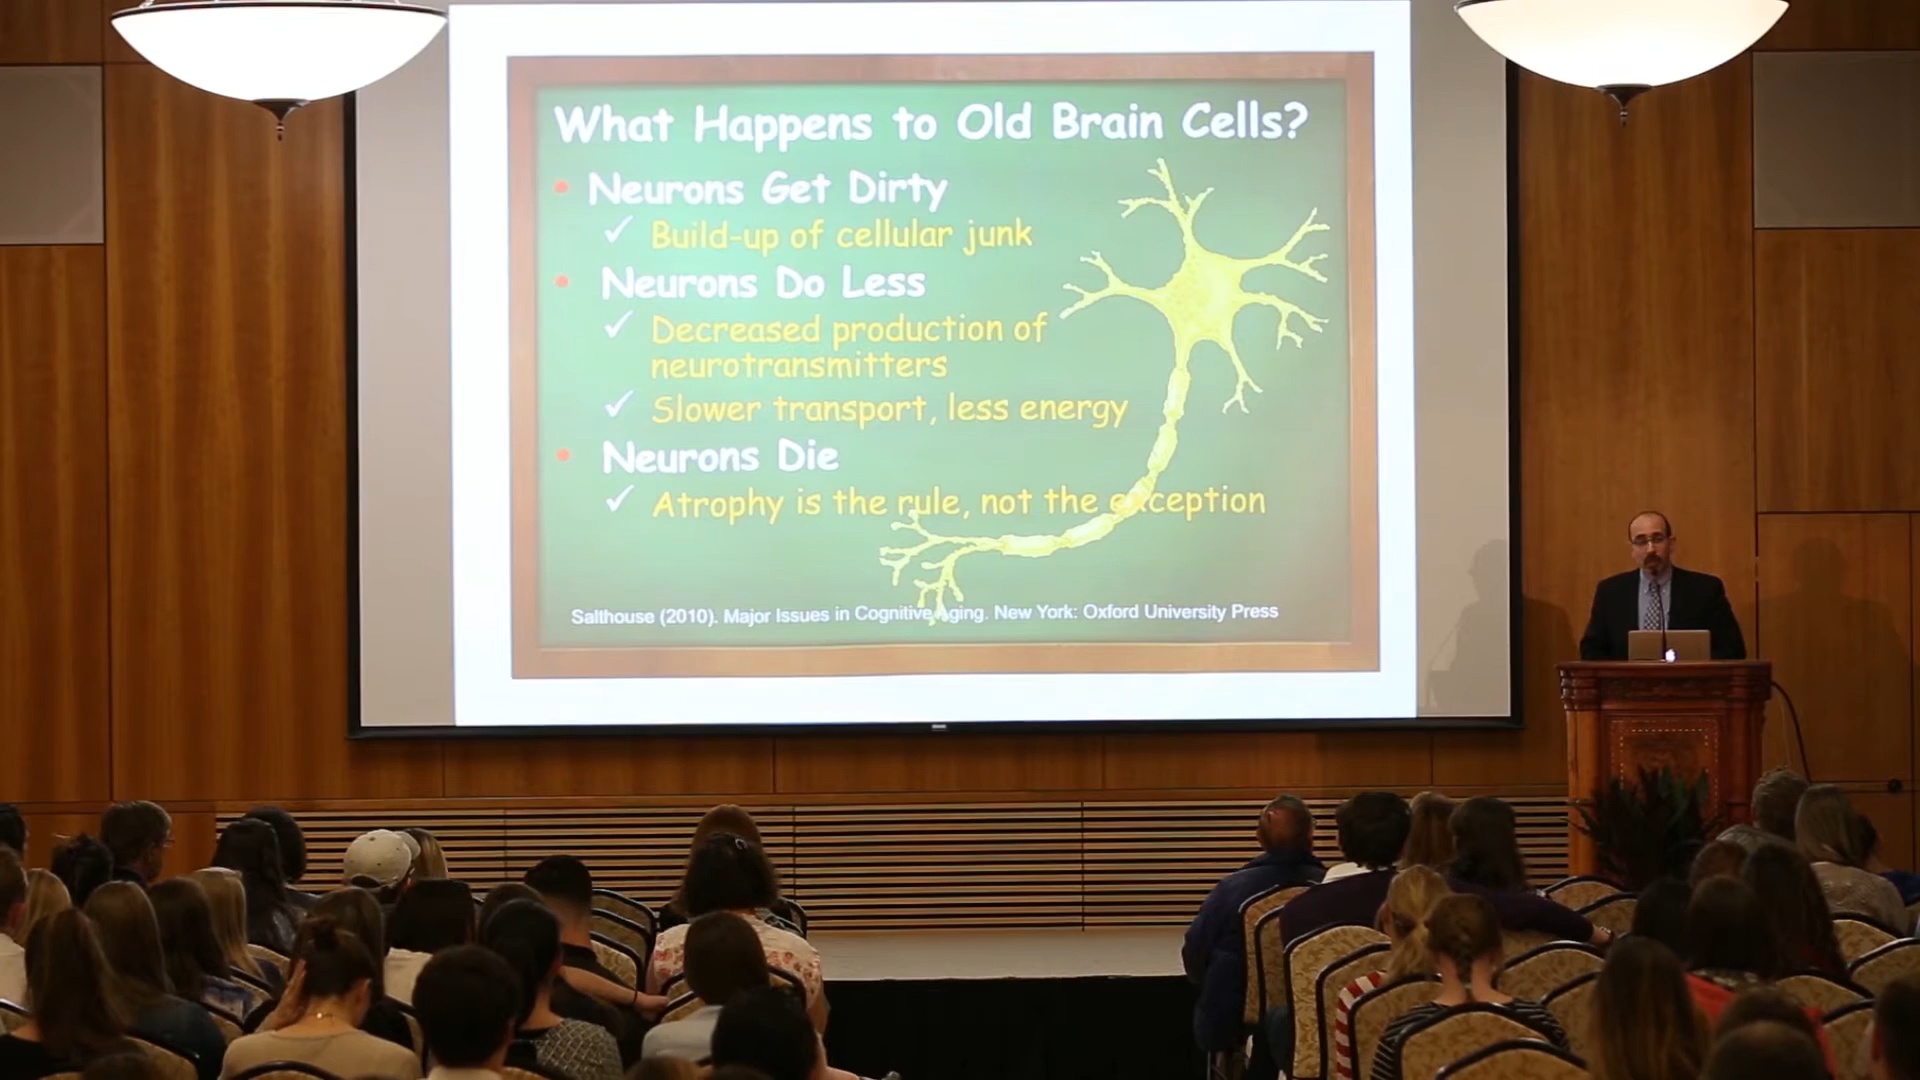 What Happens to Old Brain Cells?
• Neurons Get Dirty
✓ Build-up of cellular junk
• Neurons Do Less
✓ Decreased production of
neurotransmitters
✓ Slower transport, less energy
• Neurons Die
✓ Atrophy is the rule, not the exception
Salthouse (2010). Major Issues in Cognitive Aging. New York: Oxford University Press